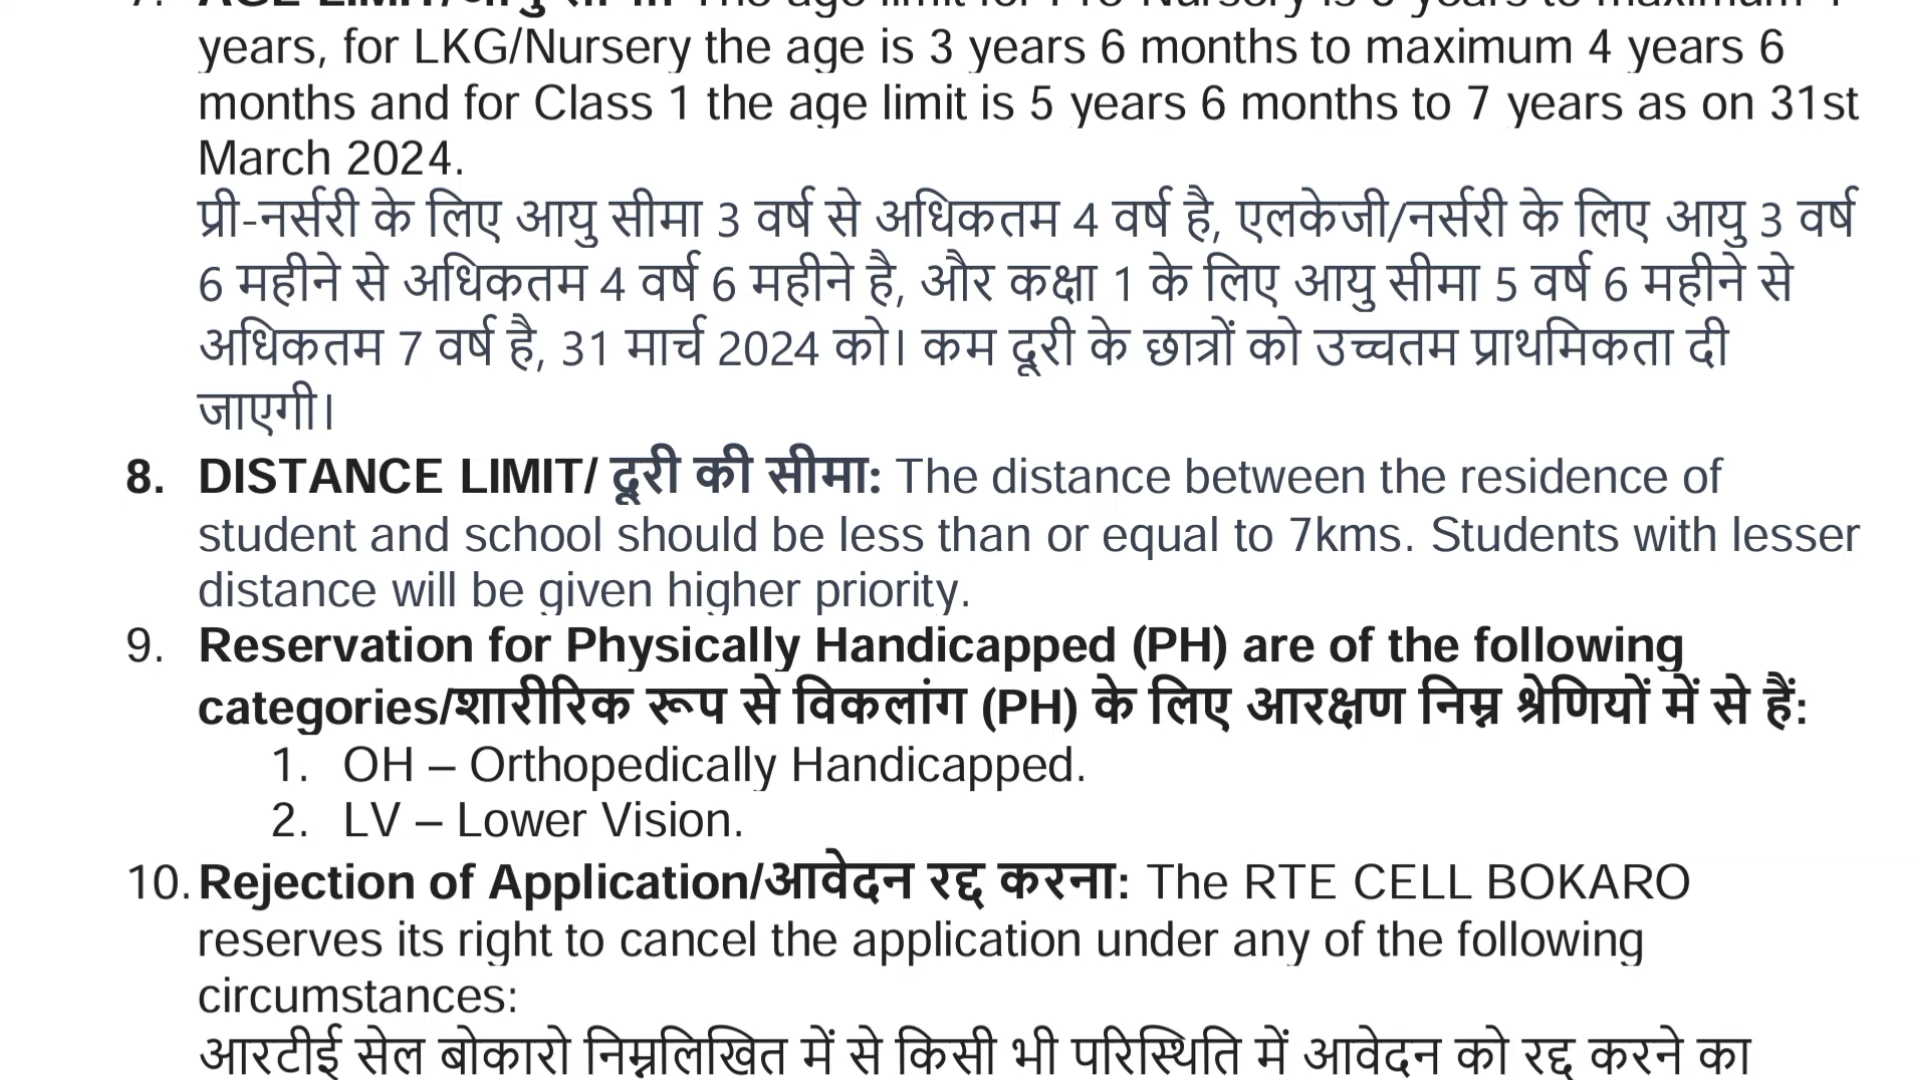 years, for LKG/Nursery the age is 3 years 6 months to maximum 4 years 6
months and for Class 1 the age limit is 5 years 6 months to 7 years as on 31st
March 2024.
प्री-नर्सरी के लिए आयु सीमा 3 वर्ष से अधिकतम 4 वर्ष है, एलकेजी/नर्सरी के लिए आयु 3 वर्ष
6 महीने से अधिकतम 4 वर्ष 6 महीने है, और कक्षा 1 के लिए आयु सीमा 5 वर्ष 6 महीने से
अधिकतम 7 वर्ष है, 31 मार्च 2024 को। कम दूरी के छात्रों को उच्चतम प्राथमिकता दी
जाएगी।
8. DISTANCE LIMIT/ दूरी की सीमा: The distance between the residence of
student and school should be less than or equal to 7kms. Students with lesser
distance will be given higher priority.
9. Reservation for Physically Handicapped (PH) are of the following
categories/शारीरिक रूप से विकलांग (PH) के लिए आरक्षण निम्न श्रेणियों में से हैं:
1. OH – Orthopedically Handicapped.
2. LV – Lower Vision.
10. Rejection of Application/आवेदन रद्द करना: The RTE CELL BOKARO
reserves its right to cancel the application under any of the following
circumstances:
आरटीई सेल बोकारो निम्नलिखित में से किसी भी परिस्थिति में आवेदन को रद्द करने का